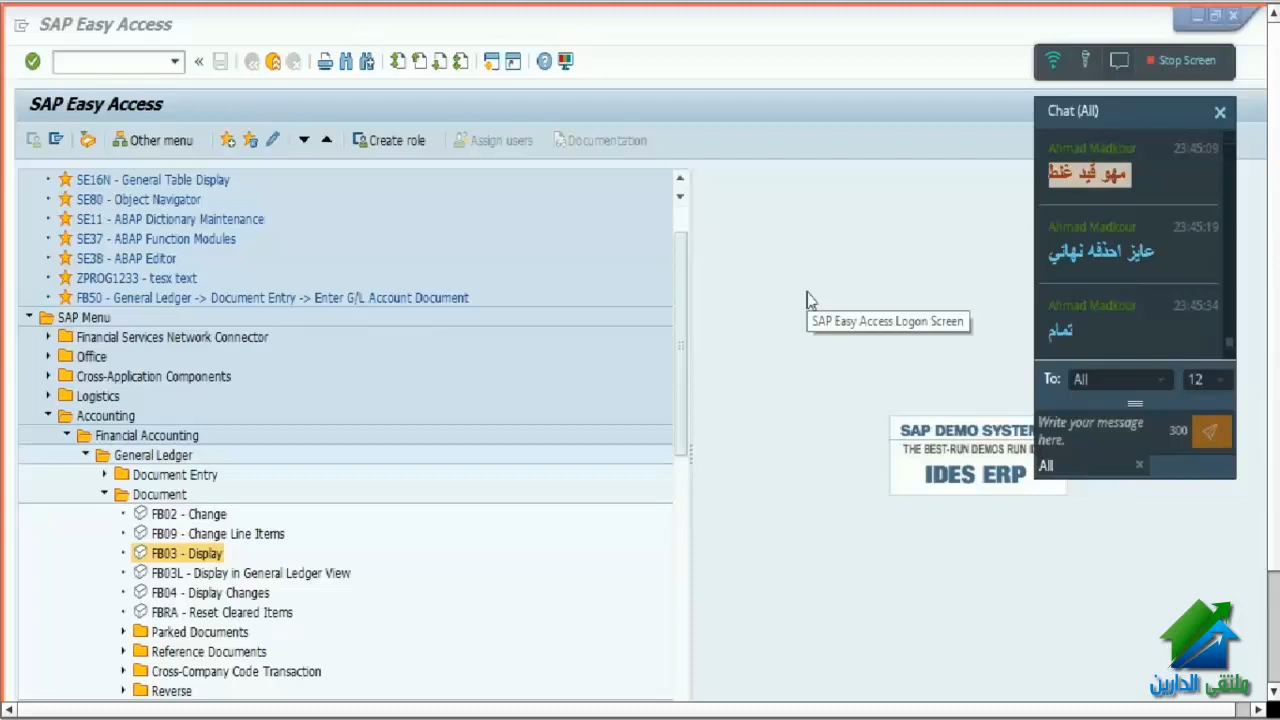 SAP Easy Access
Stop Screen
SAP Easy Access
Other menu
Create role
Assign users
Documentation
SE16N - General Table Display
SE80 - Object Navigator
SE11 - ABAP Dictionary Maintenance
SE37 - ABAP Function Modules
SE38 - ABAP Editor
ZPROG1233 - tesx text
FB50 - General Ledger -> Document Entry -> Enter G/L Account Document
SAP Menu
Financial Services Network Connector
Office
Cross-Application Components
Logistics
Accounting
Financial Accounting
General Ledger
Document Entry
Document
FB02 - Change
FB09 - Change Line Items
FB03 - Display
FB03L - Display in General Ledger View
FB04 - Display Changes
FBRA - Reset Cleared Items
Parked Documents
Reference Documents
Cross-Company Code Transaction
Reverse
SAP Easy Access Logon Screen
SAP DEMO SYSTEM
THE BEST-RUN DEMOS RUN
IDES ERP
Chat (All)
Ahmad Madkour 23:45:09
مهو قيد غلط
Ahmad Madkour 23:45:19
عايز احذفه نهائي
Ahmad Madkour 23:45:34
تمام
To: All 12
Write your message
here.
300
All
ملتقى الدارين